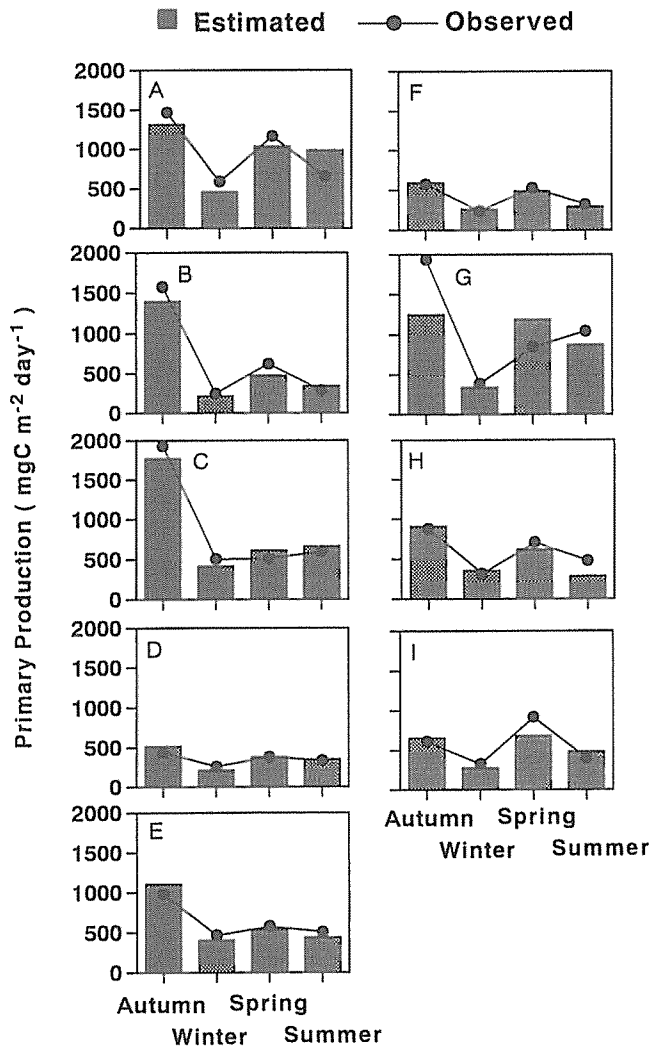 Estimated Observed
Primary Production ( mgC m-2 day-1 )
2000
1500
1000
500
0
A
2000
1500
1000
500
0
B
2000
1500
1000
500
0
C
2000
1500
1000
500
0
D
2000
1500
1000
500
0
E
Autumn Spring
Winter Summer
F
G
H
I
Autumn Spring
Winter Summer